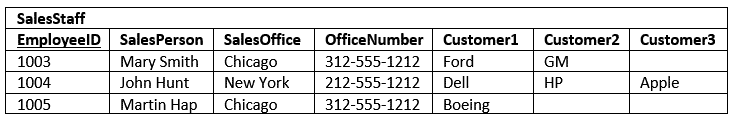 SalesStaff
EmployeeID SalesPerson SalesOffice OfficeNumber Customer1 Customer2 Customer3
1003 Mary Smith Chicago 312-555-1212 Ford GM
1004 John Hunt New York 212-555-1212 Dell HP Apple
1005 Martin Hap Chicago 312-555-1212 Boeing